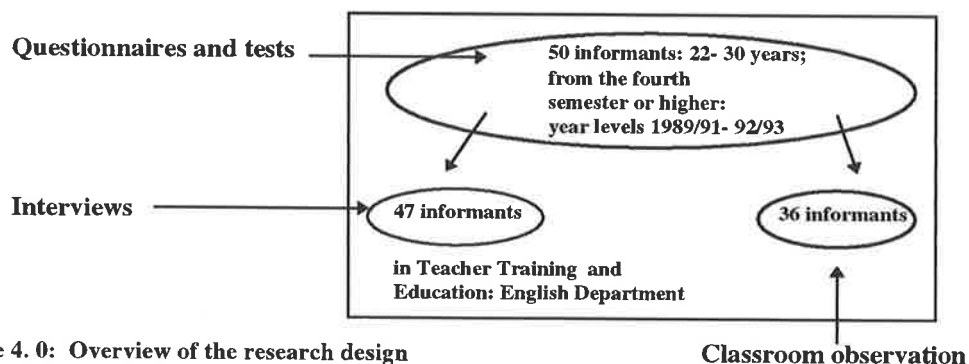 Questionnaires and tests
50 informants: 22- 30 years;
from the fourth
semester or higher:
year levels 1989/91- 92/93
Interviews
47 informants
36 informants
in Teacher Training and
Education: English Department
e 4. 0: Overview of the research design
Classroom observation